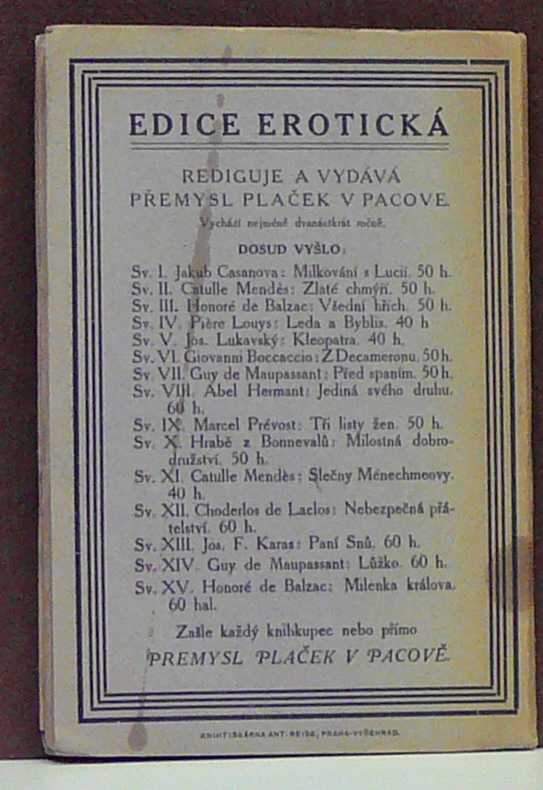 EDICE EROTICKÁ
REDIGUJE A VYDÁVÁ
PŘEMYSL PLAČEK V PACOVE.
Vychází nejméně dvanáctkrát ročně.
DOSUD VYŠLO:
Sv. I. Jakub Casanova: Milkování s Lucií. 50 h.
Sv. II. Catulle Mendès: Zlaté chmýří. 50 h.
Sv. III. Honoré de Balzac: Všední hřích. 50 h.
Sv. IV. Pière Louys: Leda a Byblis. 40 h
Sv. V. Jos. Lukavský: Kleopatra. 40 h.
Sv. VI. Giovanni Boccaccio: Z Decameronu. 50 h.
Sv. VII. Guy de Maupassant: Před spaním. 50 h.
Sv. VIII. Abel Hermant: Jediná svého druhu.
60 h.
Sv. IX. Marcel Prévost: Tři listy žen. 50 h.
Sv. X. Hrabě z Bonnevalů: Milostná dobro-
družství. 50 h.
Sv. XI. Catulle Mendès: Slečny Ménechmeovy.
40 h.
Sv. XII. Choderlos de Laclos: Nebezpečná přá-
telství. 60 h.
Sv. XIII. Jos. F. Karas: Paní Snů. 60 h.
Sv. XIV. Guy de Maupassant: Lůžko. 60 h.
Sv. XV. Honoré de Balzac: Milenka králova.
60 hal.
Zašle každý knihkupec nebo přímo
PŘEMYSL PLAČEK V PACOVĚ.
KNIHTISKÁRNA ANT. REISE, PRAHA-VYŠEHRAD.